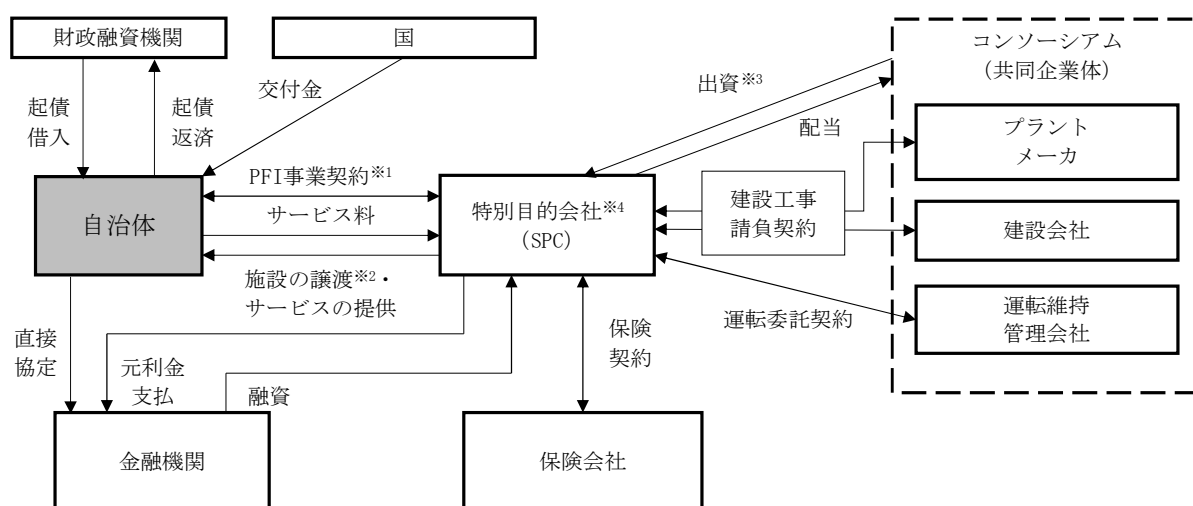 財政融資機関
国
コンソーシアム
(共同企業体)
起債
借入
起債
返済
交付金
出資※3
配当
プラント
メーカ
自治体
PFI事業契約※1
サービス料
施設の譲渡※2・
サービスの提供
特別目的会社※4
(SPC)
建設工事
請負契約
建設会社
運転委託契約
運転維持
管理会社
直接
協定
元利金
支払
融資
保険
契約
金融機関
保険会社